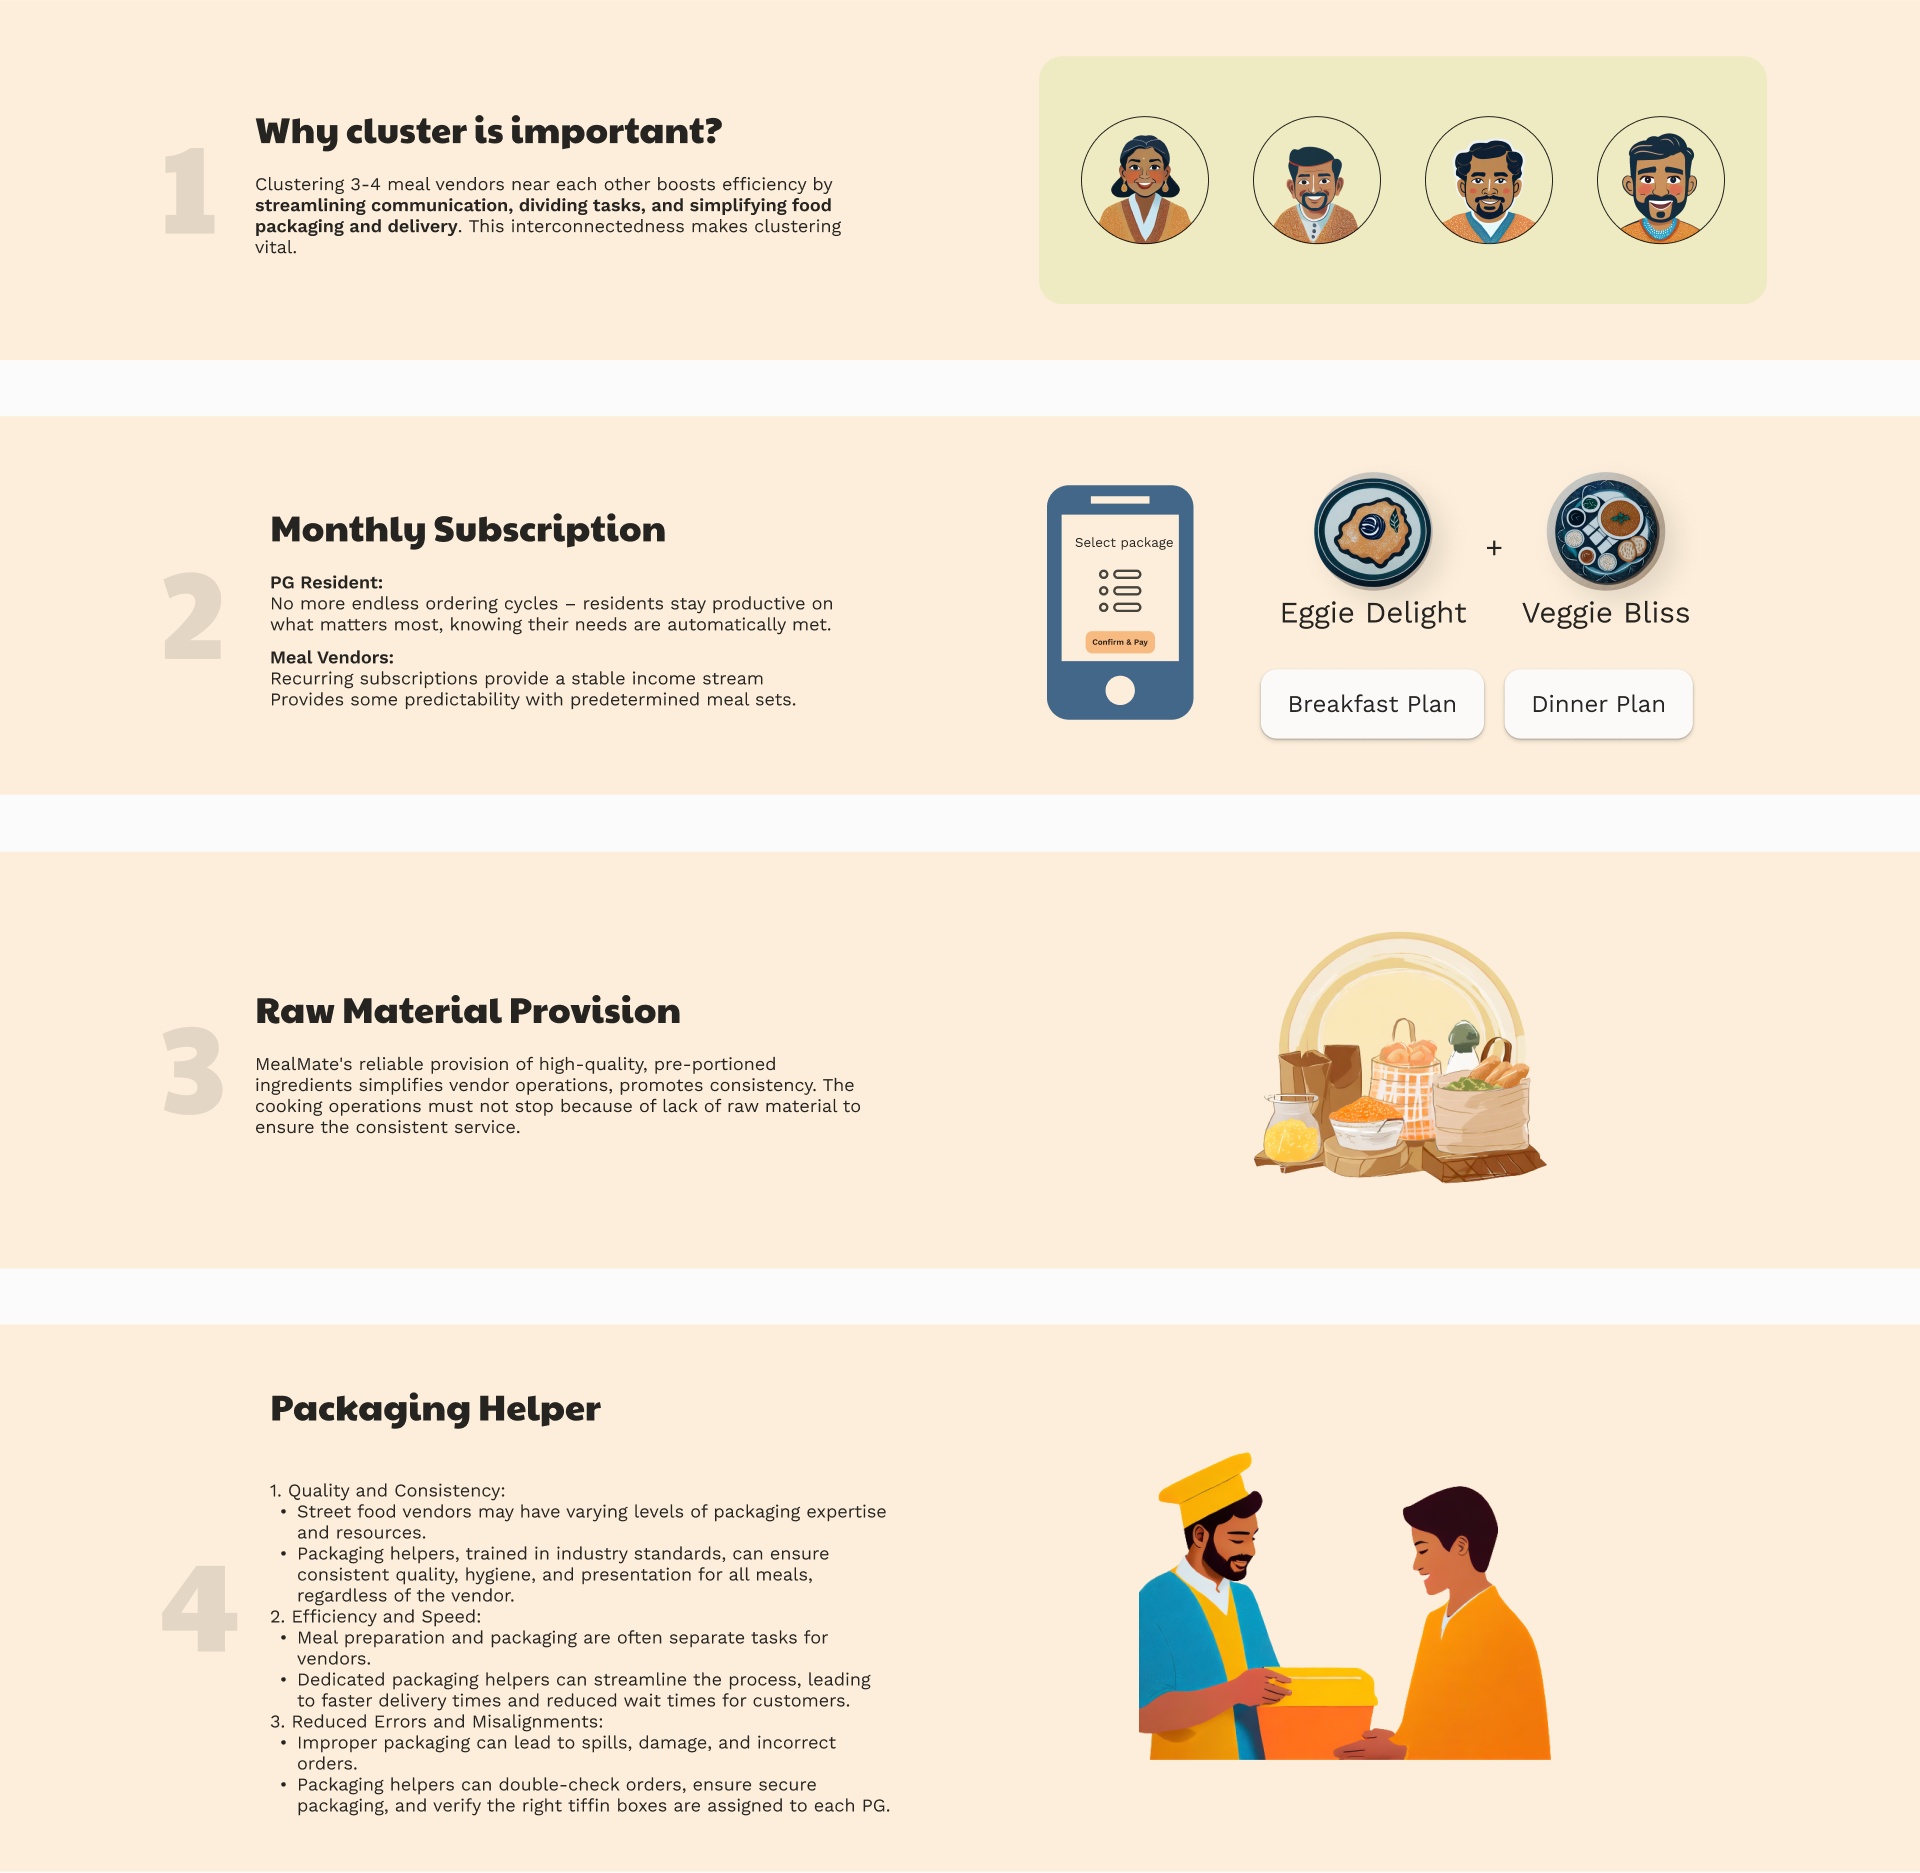 1
Why cluster is important?
Clustering 3-4 meal vendors near each other boosts efficiency by
streamlining communication, dividing tasks, and simplifying food
packaging and delivery. This interconnectedness makes clustering
vital.
2
Monthly Subscription
PG Resident:
No more endless ordering cycles – residents stay productive on
what matters most, knowing their needs are automatically met.
Meal Vendors:
Recurring subscriptions provide a stable income stream
Provides some predictability with predetermined meal sets.
Select package
Confirm & Pay
Eggie Delight
+
Veggie Bliss
Breakfast Plan
Dinner Plan
3
Raw Material Provision
MealMate's reliable provision of high-quality, pre-portioned
ingredients simplifies vendor operations, promotes consistency. The
cooking operations must not stop because of lack of raw material to
ensure the consistent service.
4
Packaging Helper
1. Quality and Consistency:
• Street food vendors may have varying levels of packaging expertise
and resources.
• Packaging helpers, trained in industry standards, can ensure
consistent quality, hygiene, and presentation for all meals,
regardless of the vendor.
2. Efficiency and Speed:
• Meal preparation and packaging are often separate tasks for
vendors.
• Dedicated packaging helpers can streamline the process, leading
to faster delivery times and reduced wait times for customers.
3. Reduced Errors and Misalignments:
• Improper packaging can lead to spills, damage, and incorrect
orders.
• Packaging helpers can double-check orders, ensure secure
packaging, and verify the right tiffin boxes are assigned to each PG.